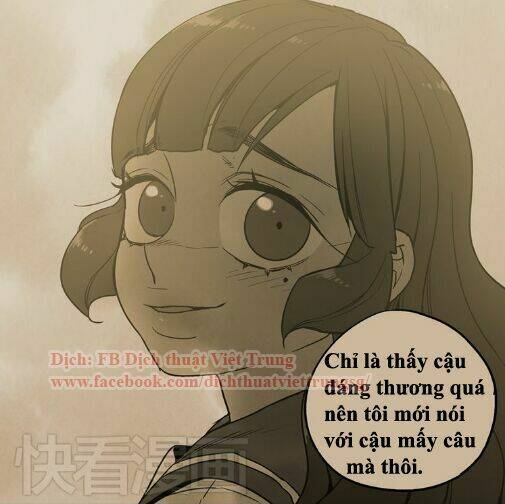 Dịch: FB Dịch thuật Việt Trung
www.facebook.com/dichthuatviettrungsq/
Chỉ là thấy cậu
đáng thương quá
nên tôi mới nói
với cậu mấy câu
mà thôi.
快看漫画